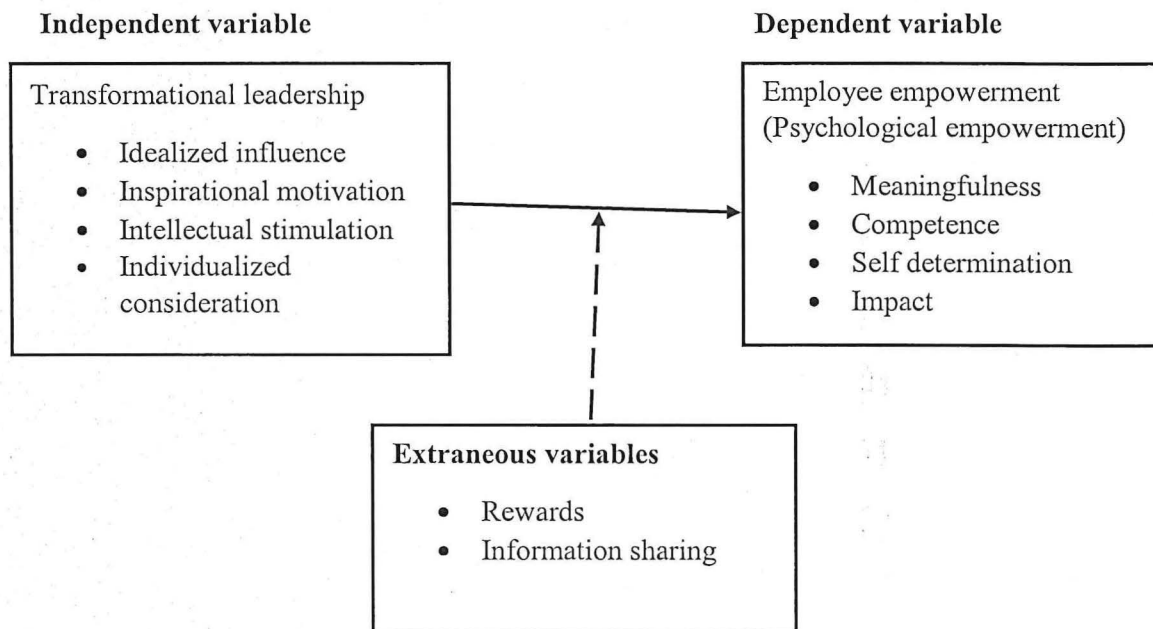 Independent variable
Transformational leadership
• Idealized influence
• Inspirational motivation
• Intellectual stimulation
• Individualized
consideration
Dependent variable
Employee empowerment
(Psychological empowerment)
• Meaningfulness
• Competence
• Self determination
• Impact
Extraneous variables
• Rewards
• Information sharing